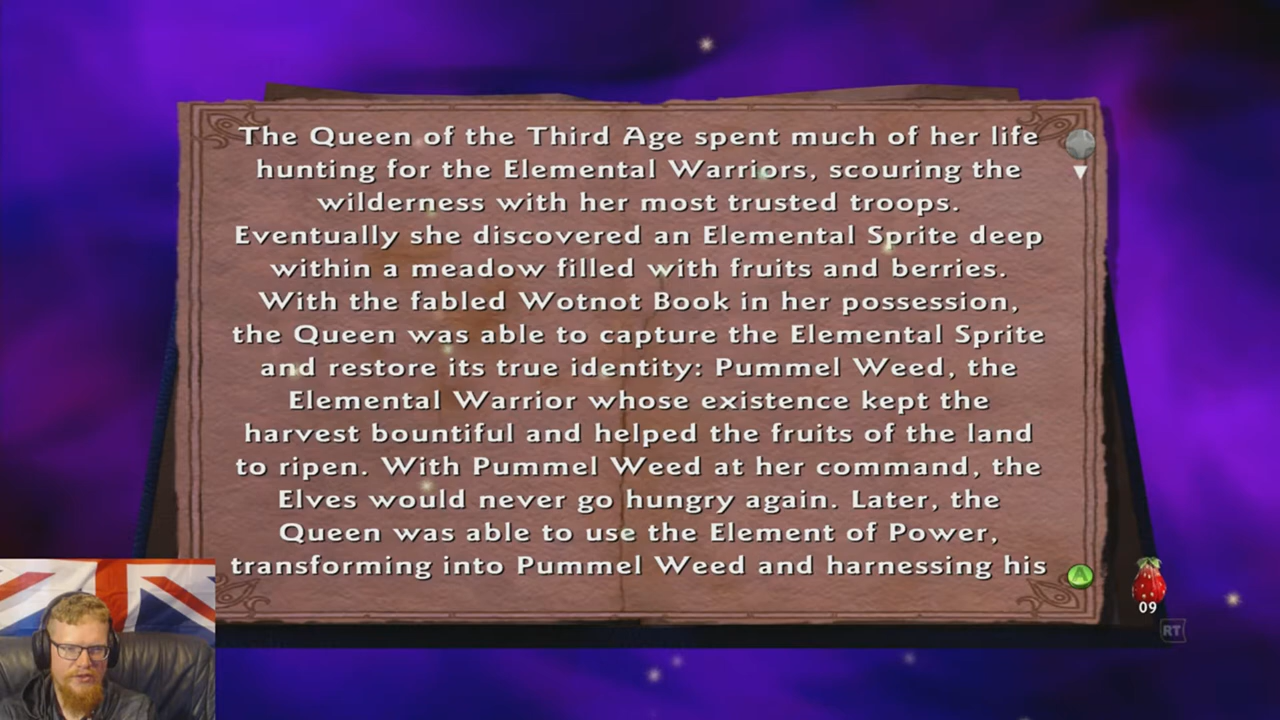 The Queen of the Third Age spent much of her life
hunting for the Elemental Warriors, scouring the
wilderness with her most trusted troops.
Eventually she discovered an Elemental Sprite deep
within a meadow filled with fruits and berries.
With the fabled Wotnot Book in her possession,
the Queen was able to capture the Elemental Sprite
and restore its true identity: Pummel Weed, the
Elemental Warrior whose existence kept the
harvest bountiful and helped the fruits of the land
to ripen. With Pummel Weed at her command, the
Elves would never go hungry again. Later, the
Queen was able to use the Element of Power,
transforming into Pummel Weed and harnessing his
A
09
RT